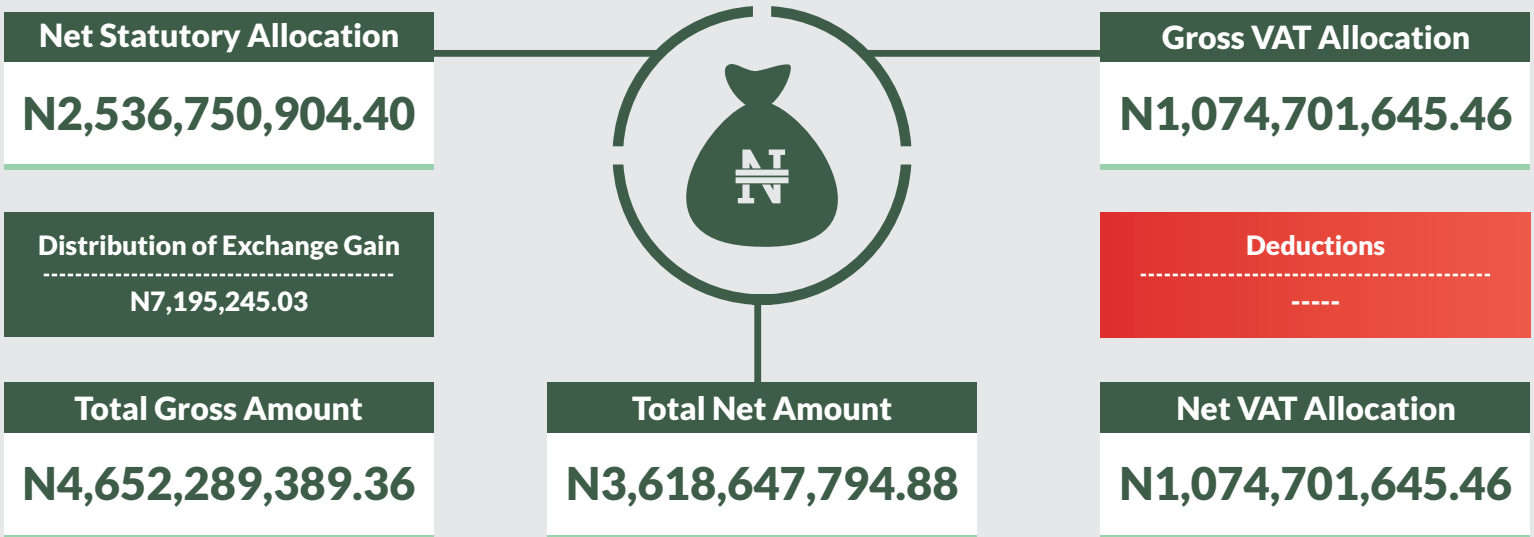 Net Statutory Allocation
N2,536,750,904.40
Gross VAT Allocation
N1,074,701,645.46
₦
Distribution of Exchange Gain
--------------------------------------------
N7,195,245.03
Deductions
--------------------------------------------
-----
Total Gross Amount
N4,652,289,389.36
Total Net Amount
N3,618,647,794.88
Net VAT Allocation
N1,074,701,645.46